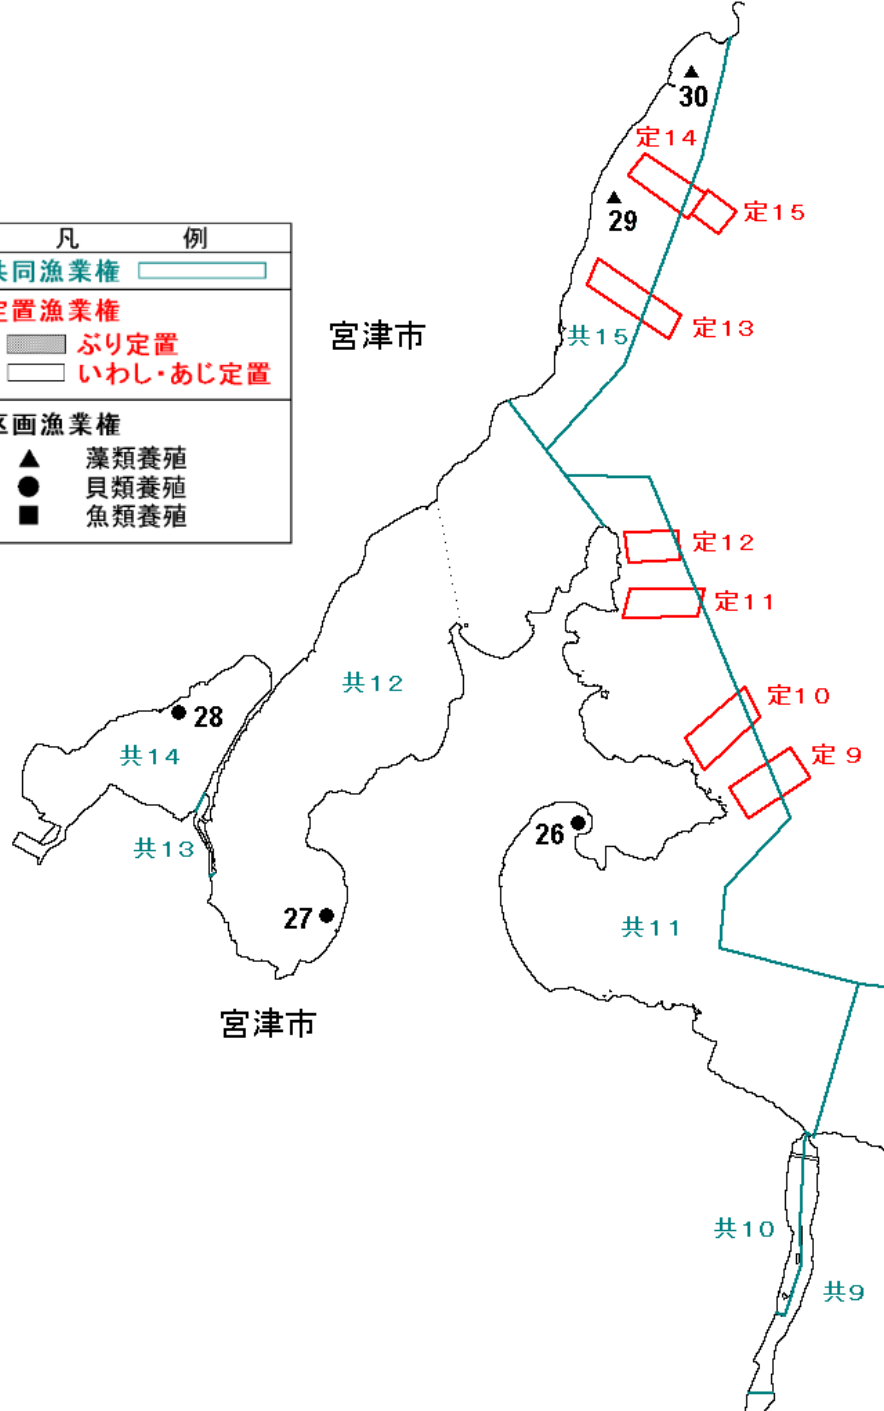 30
定14
定15
29
凡 例
共同漁業権
定置漁業権
ぶり定置
いわし・あじ定置
宮津市
共15
定13
区画漁業権
藻類養殖
貝類養殖
魚類養殖
定12
定11
共12
定10
28
共14
定9
26
共13
27
共11
宮津市
共10
共9